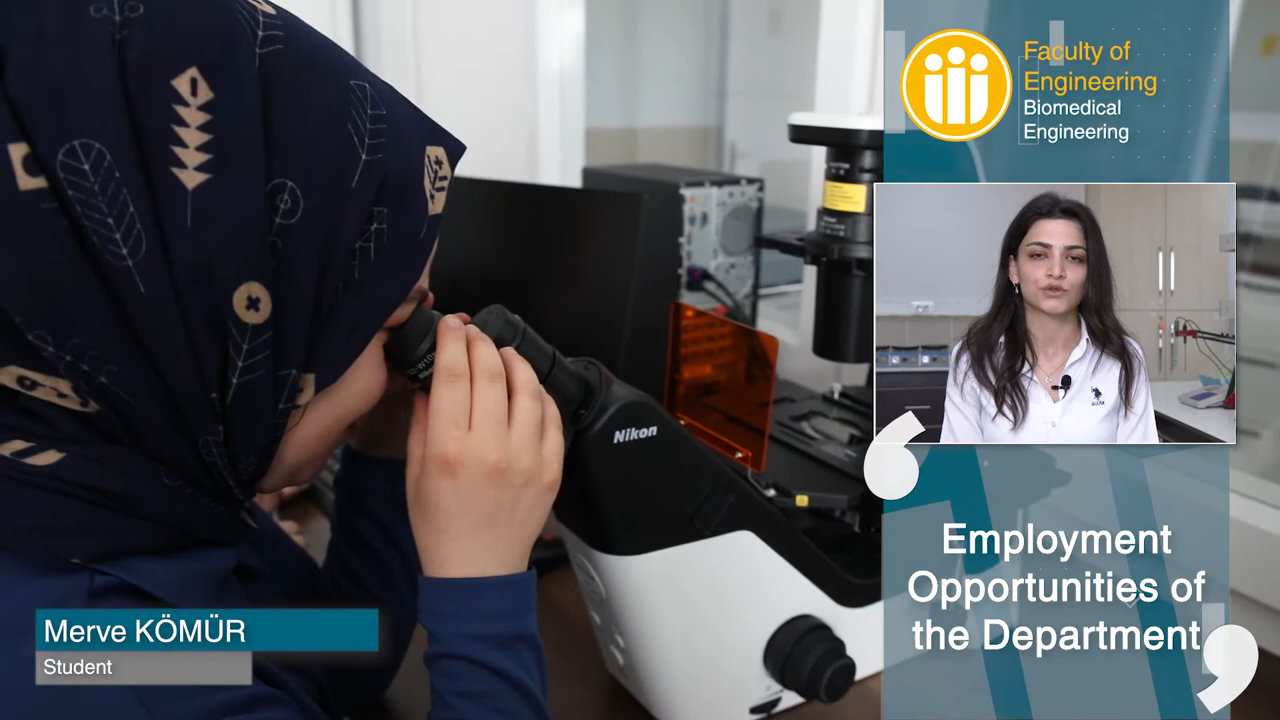 Faculty of
Engineering
Biomedical
Engineering
Nikon
Employment
Opportunities of
the Department
Merve KÖMÜR
Student